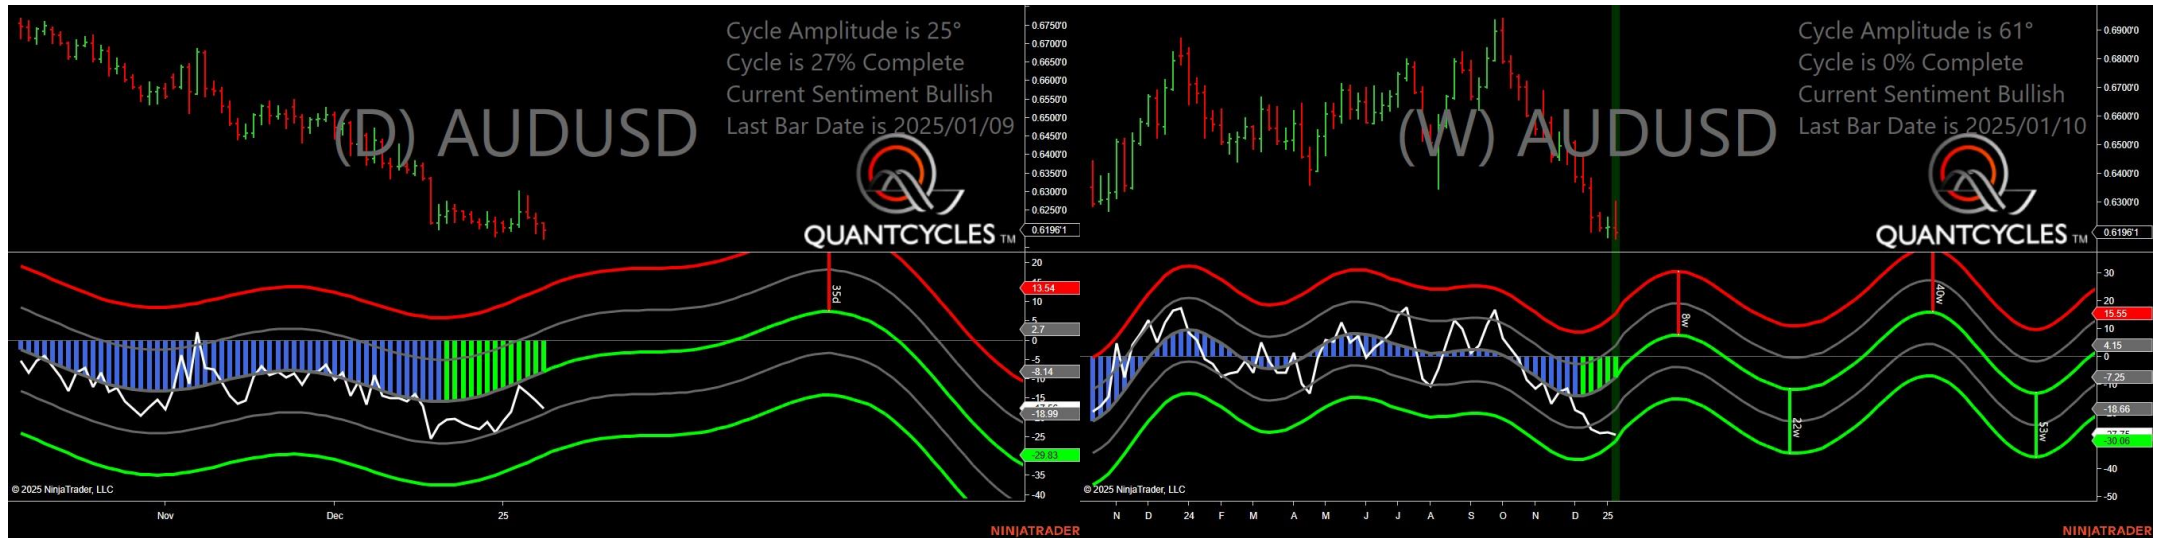 Cycle Amplitude is 25°
Cycle is 27% Complete
Current Sentiment Bullish
Last Bar Date is 2025/01/09
(D) AUDUSD
QUANTCYCLES TM
0.6750'0
0.6700'0
0.6650'0
0.6600'0
0.6550'0
0.6500'0
0.6450'0
0.6400'0
0.6350'0
0.6300'0
0.6250'0
0.6196'1
20
15
13.54
10
5
2.7
0
-5
-8.14
-10
-15
-18.99
-25
-29.83
-35
-40
35d
© 2025 NinjaTrader, LLC
Nov
Dec
25
NINJATRADER
Cycle Amplitude is 61°
Cycle is 0% Complete
Current Sentiment Bullish
Last Bar Date is 2025/01/10
(W) AUDUSD
QUANTCYCLES TM
0.6900'0
0.6800'0
0.6700'0
0.6600'0
0.6500'0
0.6400'0
0.6300'0
0.6196'1
30
20
15.55
10
4.15
0
-7.25
-10
-18.66
-30.06
-40
-50
8w
22w
40w
53w
© 2025 NinjaTrader, LLC
N D 24 F M A M J J A S O N D 25
NINJATRADER